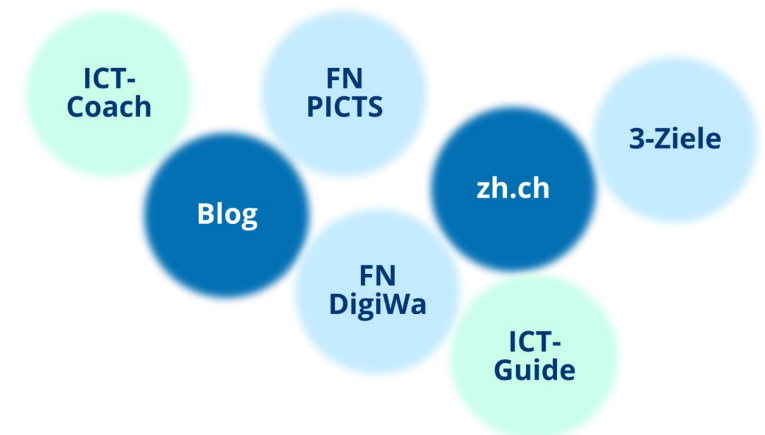 ICT-
Coach
FN
PICTS
3-Ziele
Blog
zh.ch
FN
DigiWa
ICT-
Guide